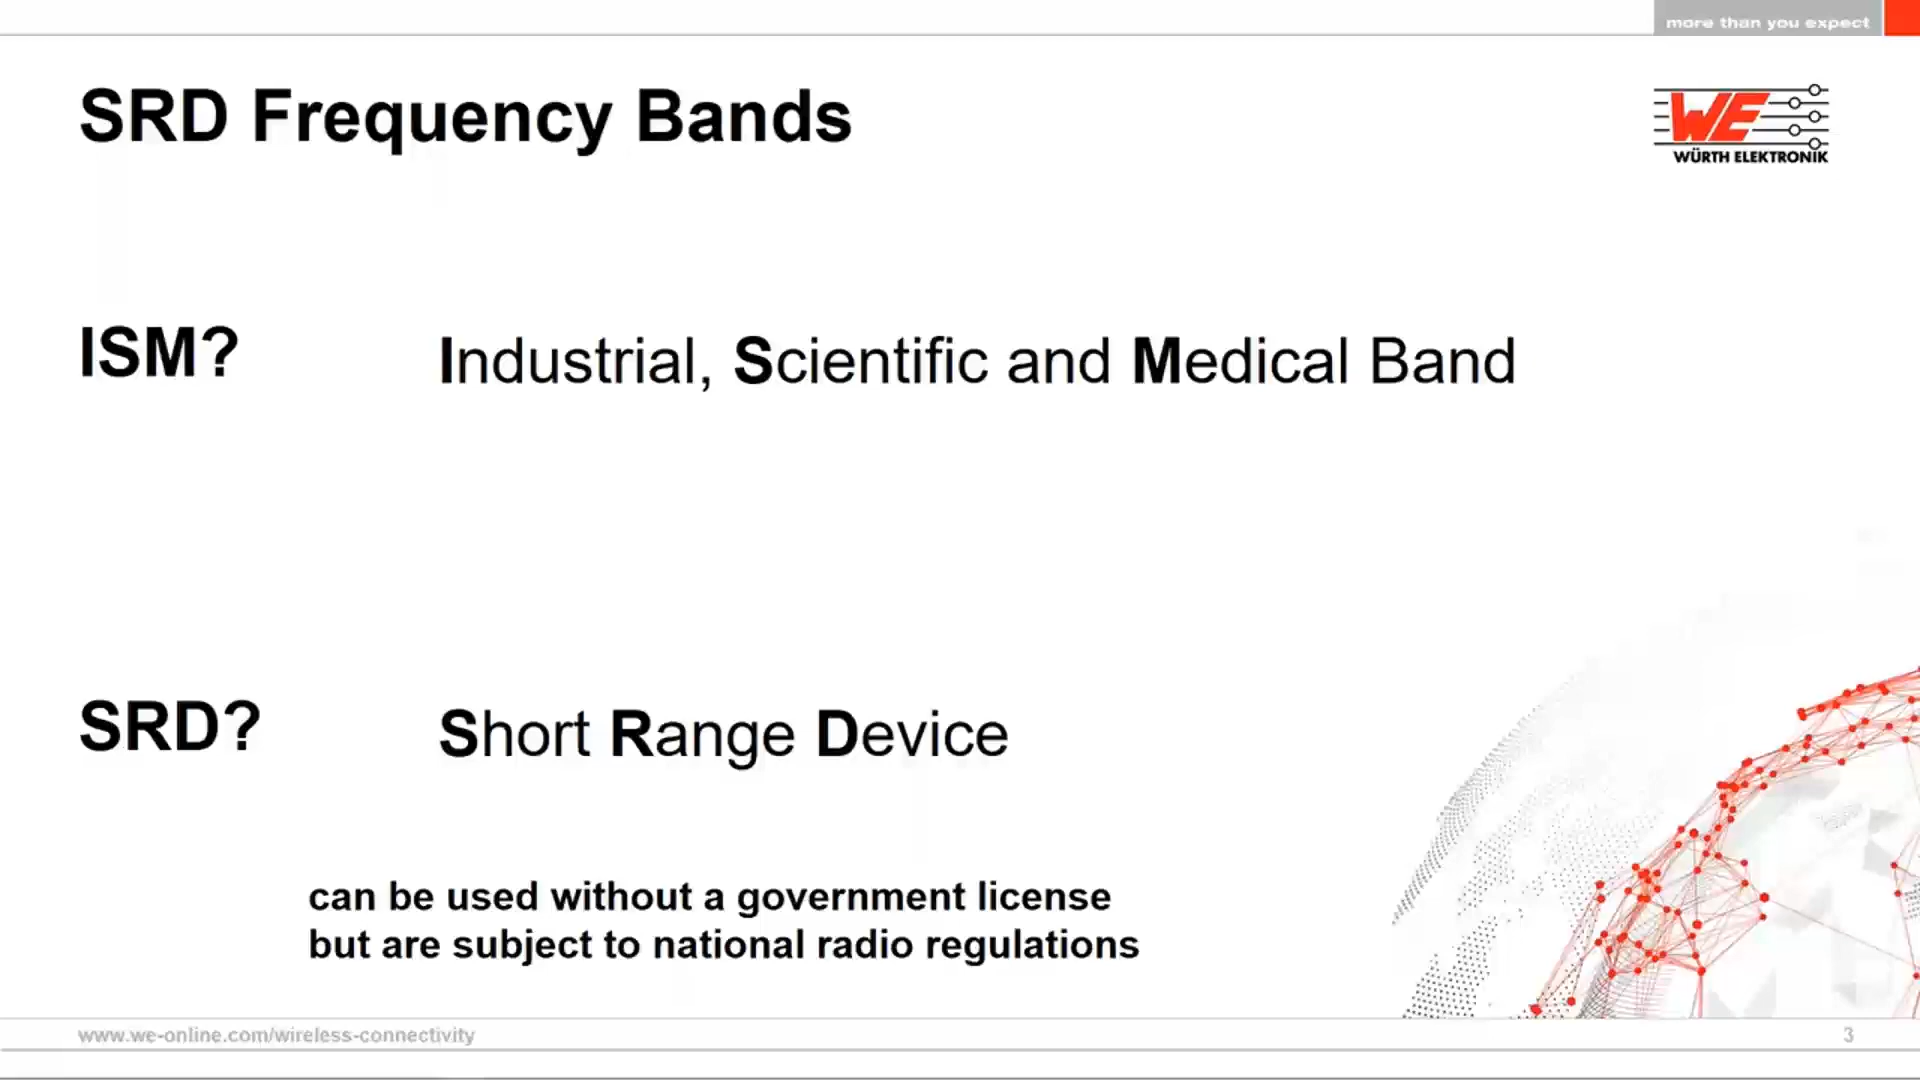 more than you expect
SRD Frequency Bands
WE
WÜRTH ELEKTRONIK
ISM?
Industrial, Scientific and Medical Band
SRD?
Short Range Device
can be used without a government license
but are subject to national radio regulations
www.we-online.com/wireless-connectivity
3